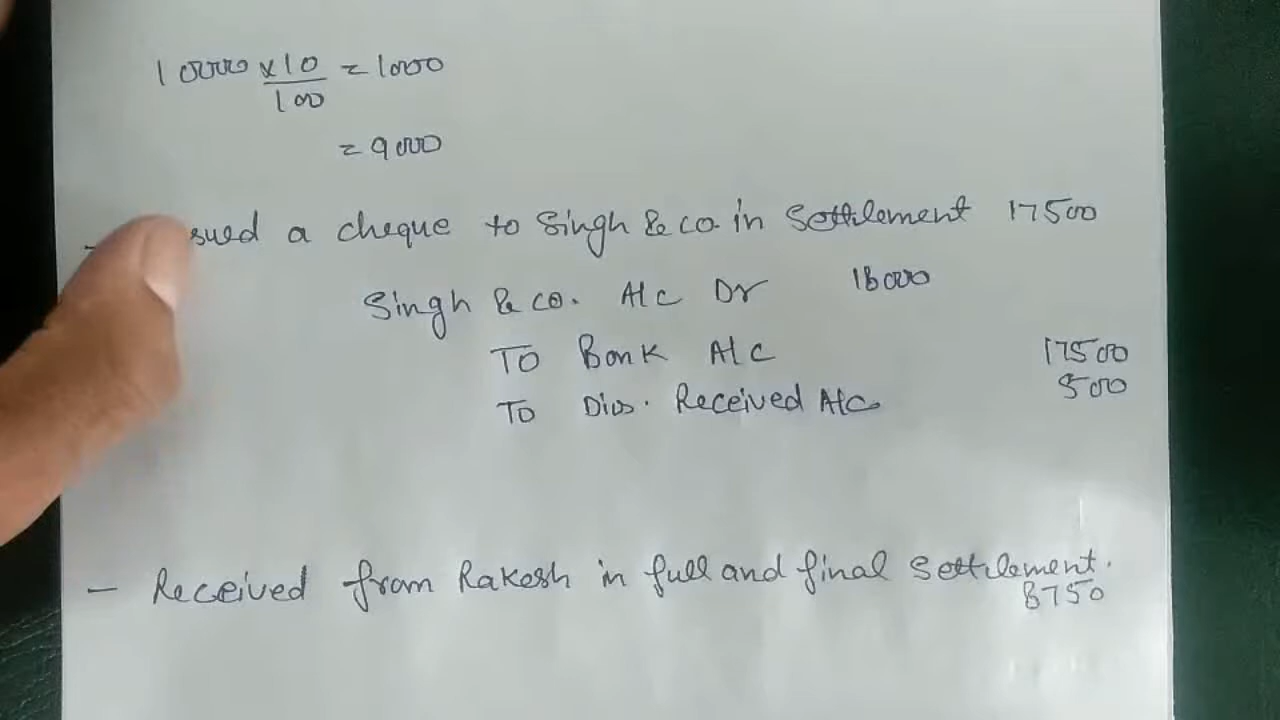 10000 x 10 = 1000
100
= 9000
- sued a cheque to Singh & co. in Settlement 17500
Singh & co. A/c Dr 18000
To Bank A/c 17500
To Dis. Received A/c 500
- Received from Rakesh in full and final Settlement.
8750